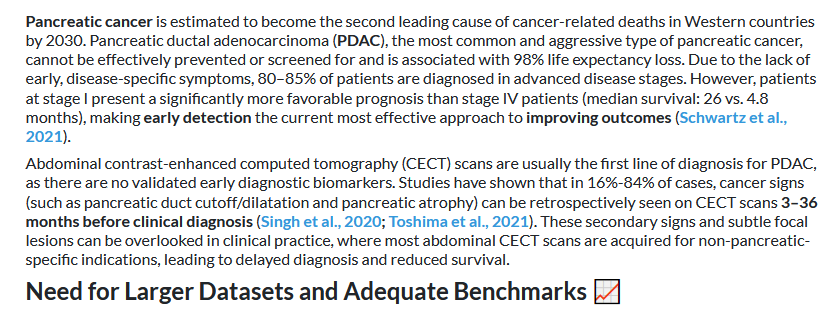 Pancreatic cancer is estimated to become the second leading cause of cancer-related deaths in Western countries
by 2030. Pancreatic ductal adenocarcinoma (PDAC), the most common and aggressive type of pancreatic cancer,
cannot be effectively prevented or screened for and is associated with 98% life expectancy loss. Due to the lack of
early, disease-specific symptoms, 80–85% of patients are diagnosed in advanced disease stages. However, patients
at stage I present a significantly more favorable prognosis than stage IV patients (median survival: 26 vs. 4.8
months), making early detection the current most effective approach to improving outcomes (Schwartz et al.,
2021).
Abdominal contrast-enhanced computed tomography (CECT) scans are usually the first line of diagnosis for PDAC,
as there are no validated early diagnostic biomarkers. Studies have shown that in 16%-84% of cases, cancer signs
(such as pancreatic duct cutoff/dilatation and pancreatic atrophy) can be retrospectively seen on CECT scans 3–36
months before clinical diagnosis (Singh et al., 2020; Toshima et al., 2021). These secondary signs and subtle focal
lesions can be overlooked in clinical practice, where most abdominal CECT scans are acquired for non-pancreatic-
specific indications, leading to delayed diagnosis and reduced survival.
Need for Larger Datasets and Adequate Benchmarks 📈